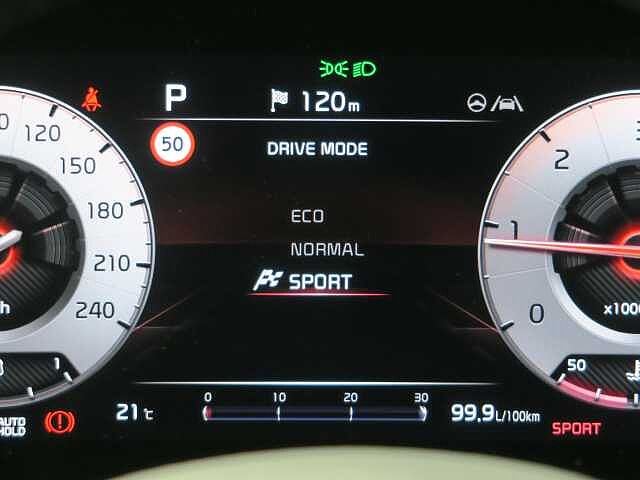 P
120m
50
DRIVE MODE
ECO
NORMAL
SPORT
120
150
180
210
240
2
1
0
x1000
1
50
0 10 20 30
21°C
99.9L/100km
AUTO HOLD
SPORT